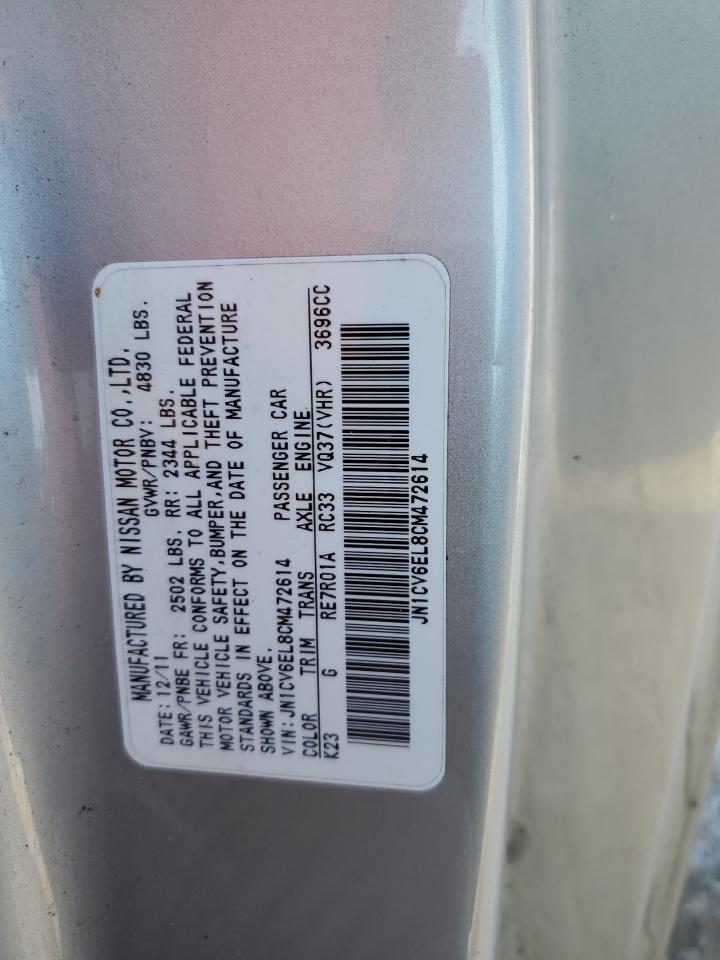 MANUFACTURED BY NISSAN MOTOR CO.,LTD.
DATE: 12/11 GVWR/PNBV: 4830 LBS.
GAWR/PNBE FR: 2502 LBS. RR: 2344 LBS.
THIS VEHICLE CONFORMS TO ALL APPLICABLE FEDERAL
MOTOR VEHICLE SAFETY,BUMPER,AND THEFT PREVENTION
STANDARDS IN EFFECT ON THE DATE OF MANUFACTURE
SHOWN ABOVE.
VIN:JN1CV6EL8CM472614 PASSENGER CAR
COLOR TRIM TRANS AXLE ENGINE
K23 G RE7R01A RC33 VQ37(VHR) 3696CC
JN1CV6EL8CM472614